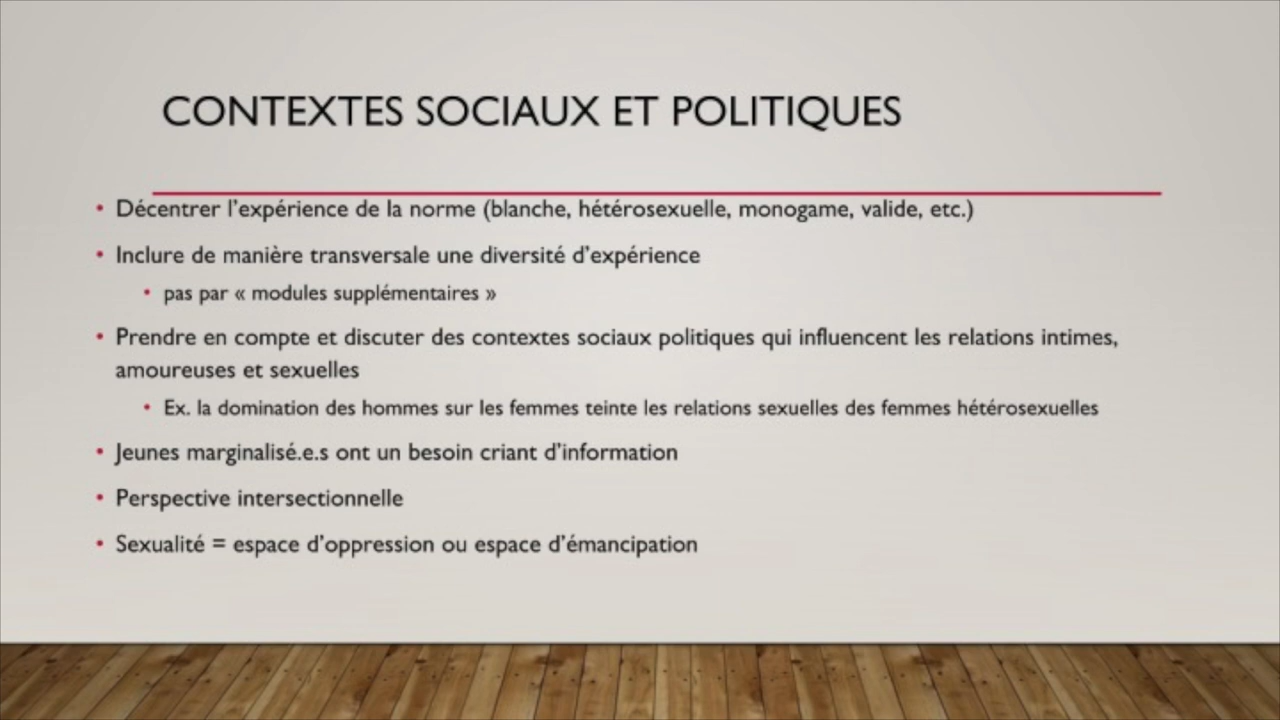 CONTEXTES SOCIAUX ET POLITIQUES
• Décentrer l'expérience de la norme (blanche, hétérosexuelle, monogame, valide, etc.)
• Inclure de manière transversale une diversité d'expérience
• pas par « modules supplémentaires »
• Prendre en compte et discuter des contextes sociaux politiques qui influencent les relations intimes,
amoureuses et sexuelles
• Ex. la domination des hommes sur les femmes teinte les relations sexuelles des femmes hétérosexuelles
• Jeunes marginalisé.e.s ont un besoin criant d'information
• Perspective intersectionnelle
• Sexualité = espace d'oppression ou espace d'émancipation